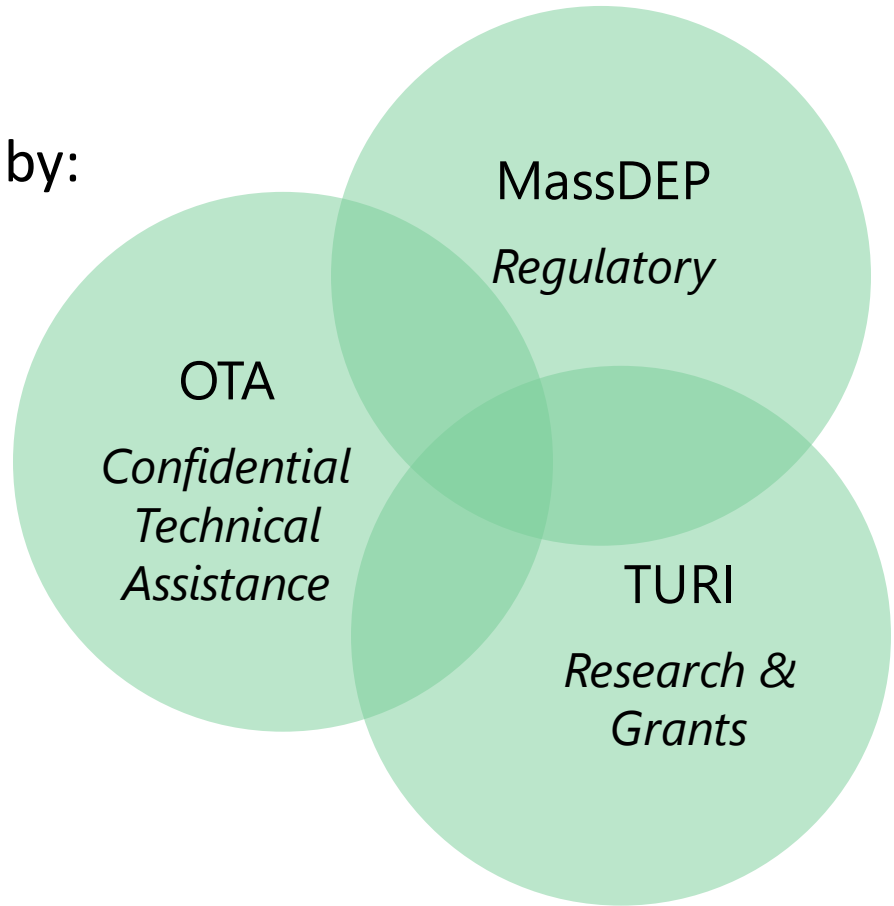 by:
MassDEP
Regulatory
OTA
Confidential
Technical
Assistance
TURI
Research &
Grants